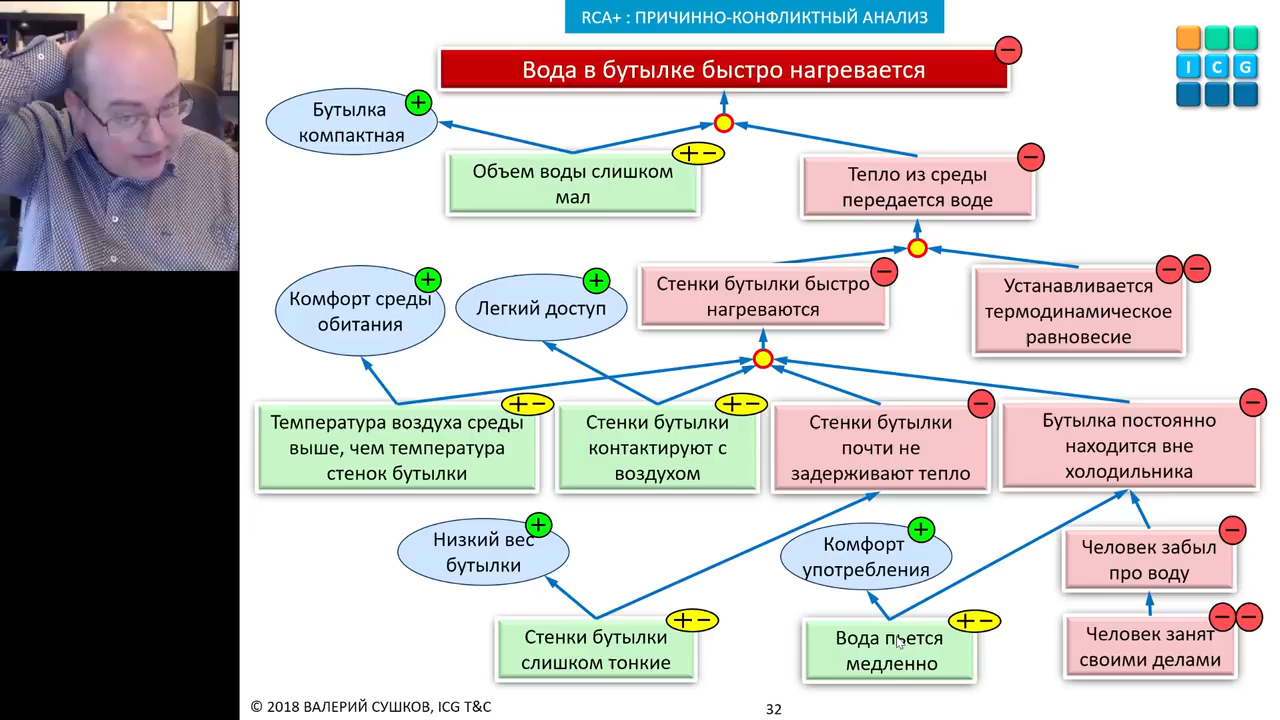 RCA+ : ПРИЧИННО-КОНФЛИКТНЫЙ АНАЛИЗ
I C G
Вода в бутылке быстро нагревается
Бутылка
компактная
Объем воды слишком
мал
Тепло из среды
передается воде
Комфорт среды
обитания
Легкий доступ
Стенки бутылки быстро
нагреваются
Устанавливается
термодинамическое
равновесие
Температура воздуха среды
выше, чем температура
стенок бутылки
Стенки бутылки
контактируют с
воздухом
Стенки бутылки
почти не
задерживают тепло
Бутылка постоянно
находится вне
холодильника
Низкий вес
бутылки
Комфорт
употребления
Человек забыл
про воду
Стенки бутылки
слишком тонкие
Вода пьется
медленно
Человек занят
своими делами
© 2018 ВАЛЕРИЙ СУШКОВ, ICG T&C
32